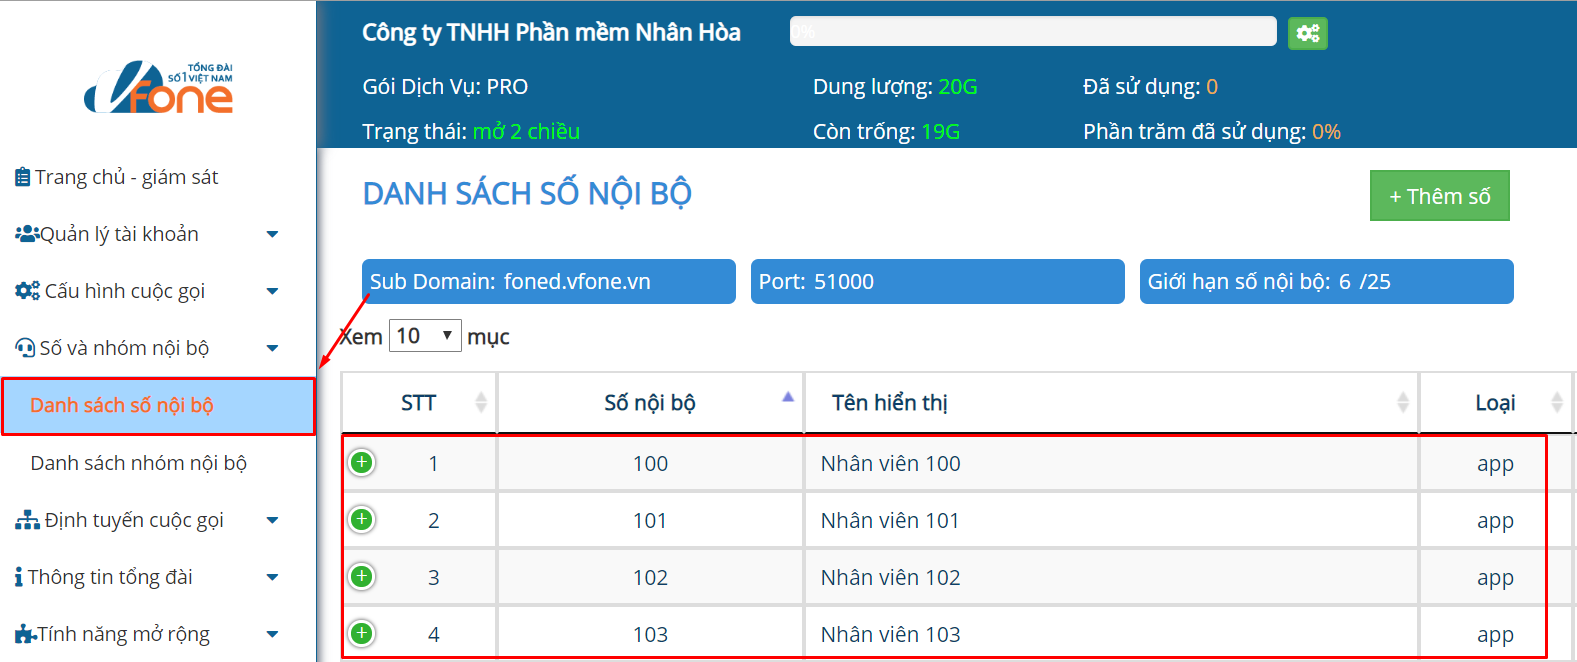 TỔNG ĐÀI
SỐ 1 VIỆT NAM
Vfone
Trang chủ - giám sát
Quản lý tài khoản
Cấu hình cuộc gọi
Số và nhóm nội bộ
Danh sách số nội bộ
Danh sách nhóm nội bộ
Định tuyến cuộc gọi
Thông tin tổng đài
Tính năng mở rộng
Công ty TNHH Phần mềm Nhân Hòa 0%
Gói Dịch Vụ: PRO Dung lượng: 20G Đã sử dụng: 0
Trạng thái: mở 2 chiều Còn trống: 19G Phần trăm đã sử dụng: 0%
DANH SÁCH SỐ NỘI BỘ + Thêm số
Sub Domain: foned.vfone.vn Port: 51000 Giới hạn số nội bộ: 6 /25
Xem 10 mục
STT Số nội bộ Tên hiển thị Loại
1 100 Nhân viên 100 app
2 101 Nhân viên 101 app
3 102 Nhân viên 102 app
4 103 Nhân viên 103 app